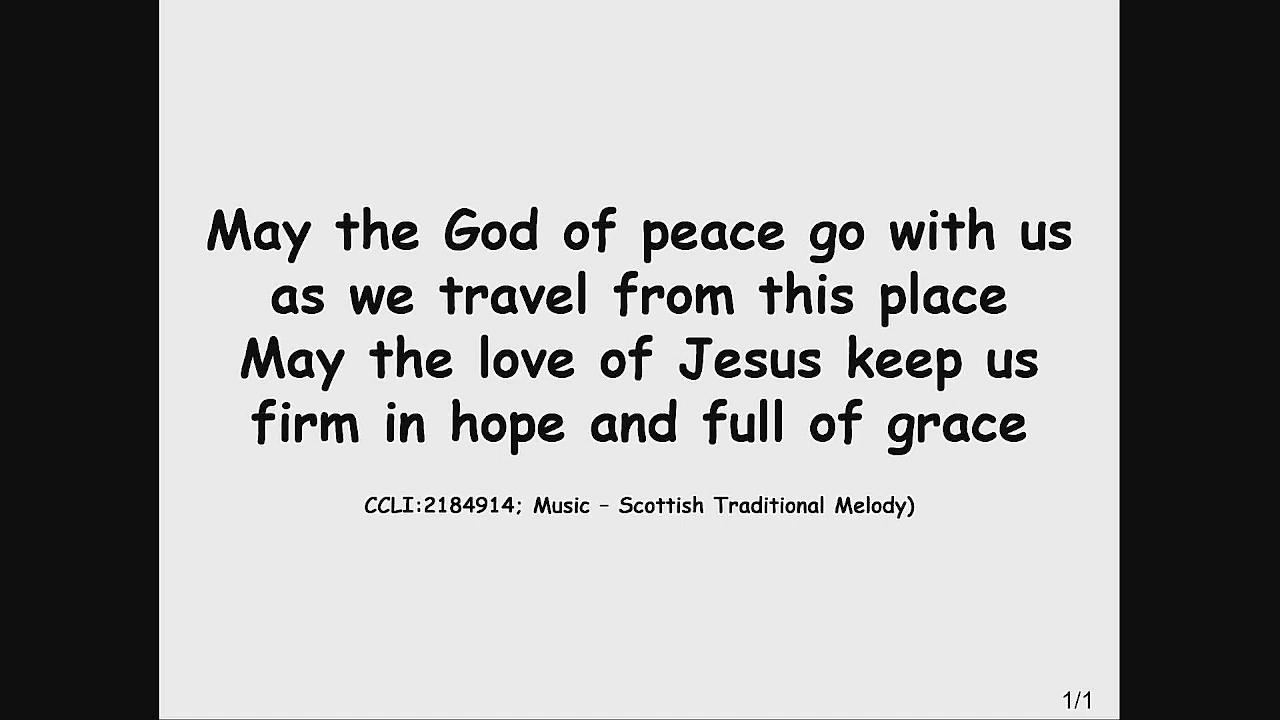 May the God of peace go with us
as we travel from this place
May the love of Jesus keep us
firm in hope and full of grace
CCLI:2184914; Music – Scottish Traditional Melody)
1/1